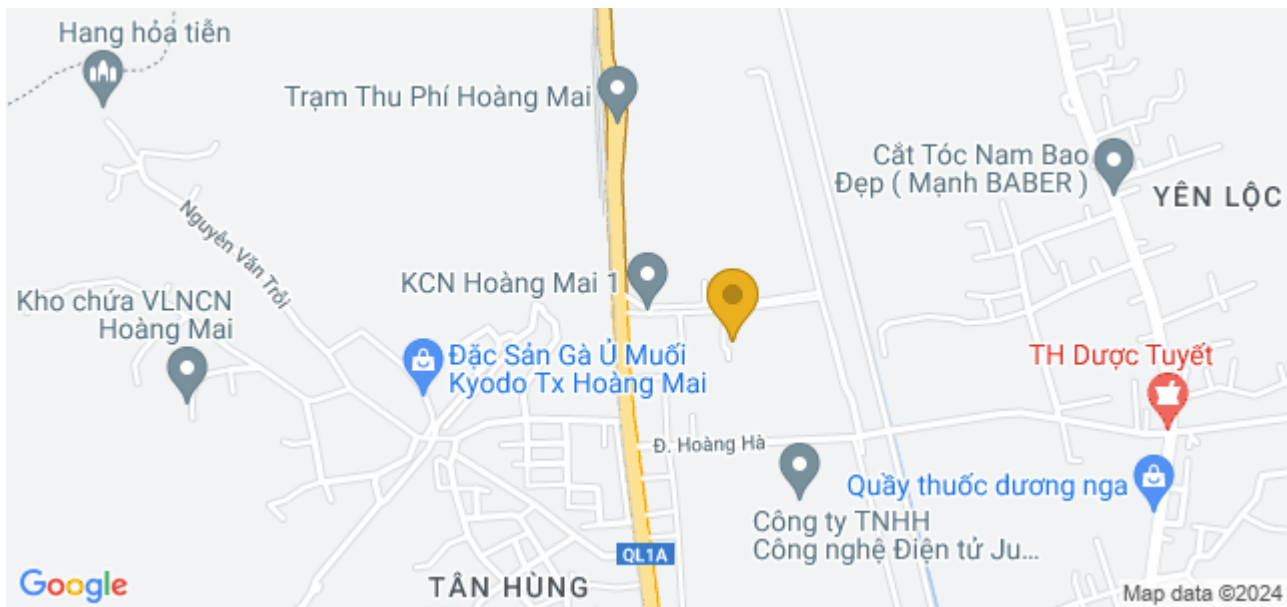 Hang hỏa tiễn
Trạm Thu Phí Hoàng Mai
Cắt Tóc Nam Bao
Đẹp ( Mạnh BABER )
YÊN LỘC
Nguyễn Văn Trỗi
KCN Hoàng Mai 1
Kho chứa VLNCN
Hoàng Mai
Đặc Sản Gà Ủ Muối
Kyodo Tx Hoàng Mai
TH Dược Tuyết
Đ. Hoàng Hà
Quầy thuốc dương nga
Công ty TNHH
Công nghệ Điện tử Ju...
QL1A
TÂN HÙNG
Google
Map data ©2024